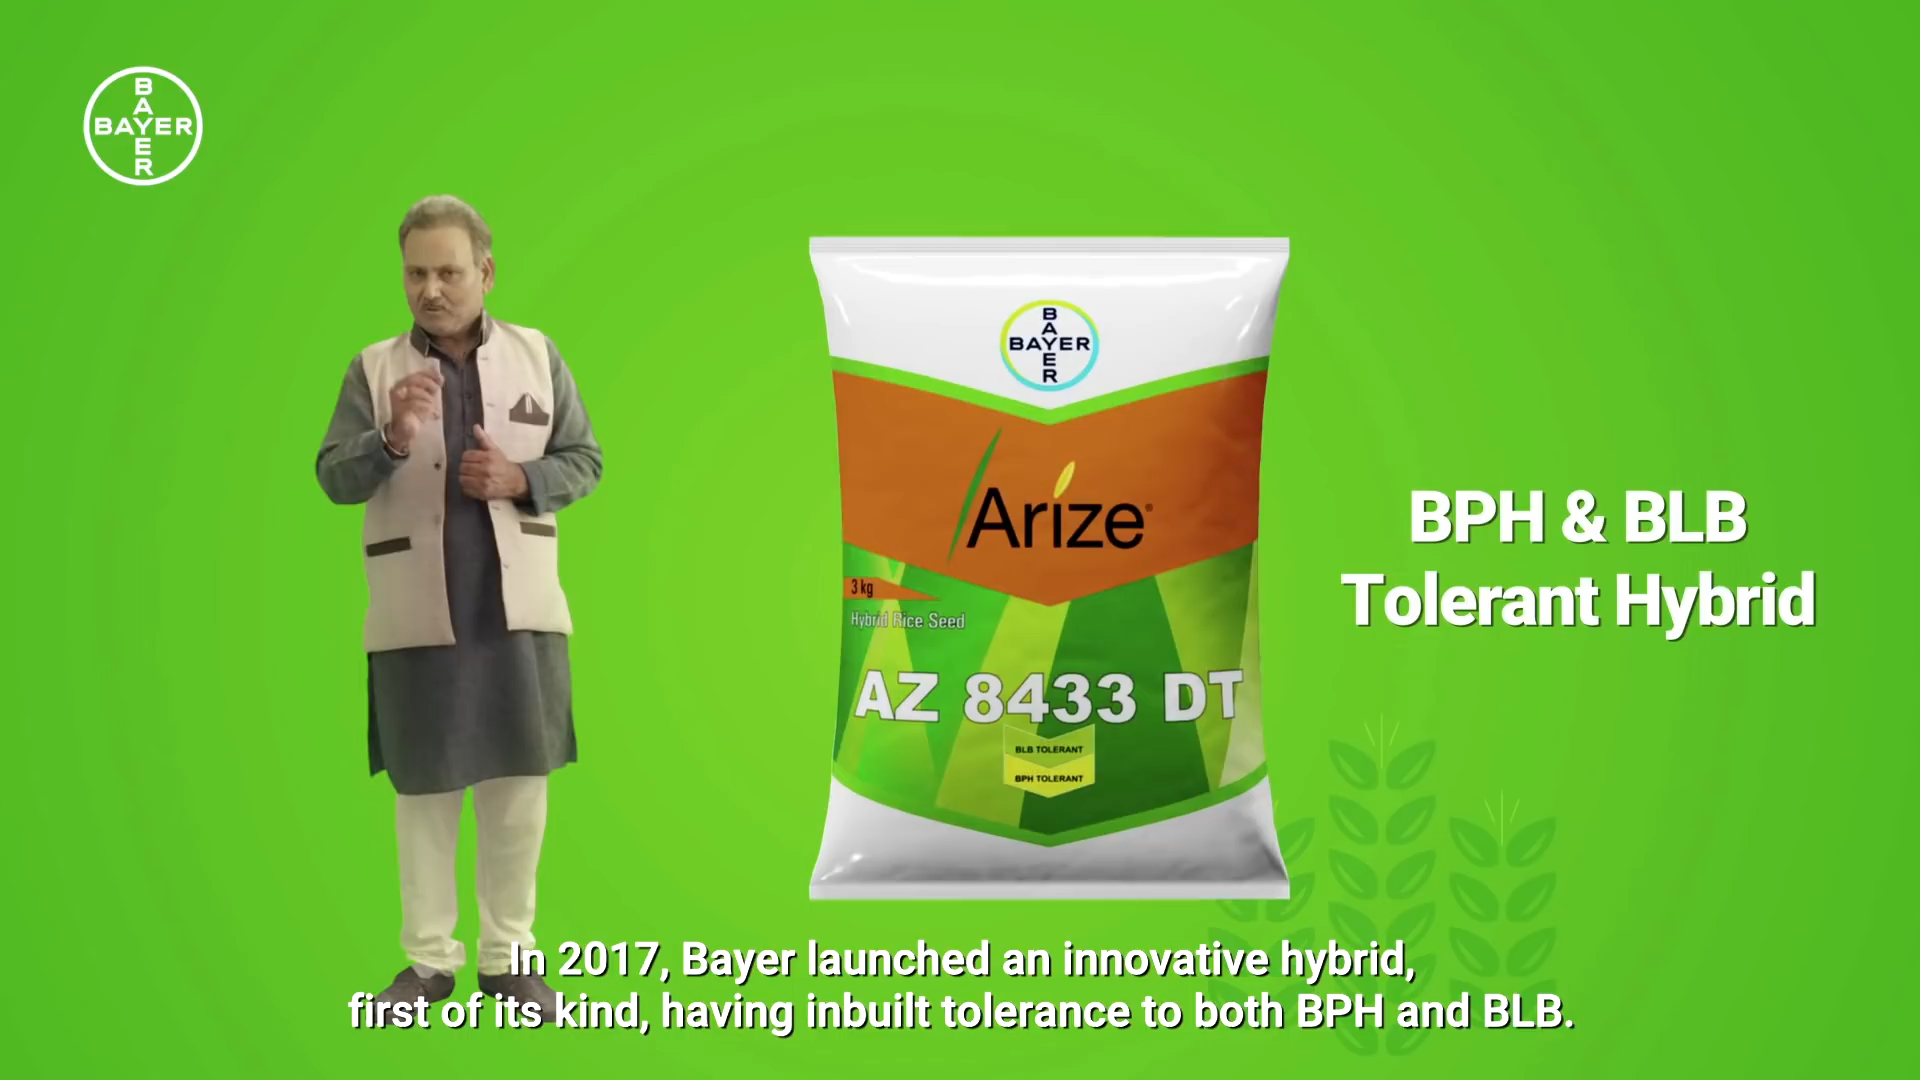 BAYER
BAYER
BAYER
BAYER
Arize
3 kg
Hybrid Rice Seed
AZ 8433 DT
BLB TOLERANT
BPH TOLERANT
BPH & BLB
Tolerant Hybrid
In 2017, Bayer launched an innovative hybrid,
first of its kind, having inbuilt tolerance to both BPH and BLB.